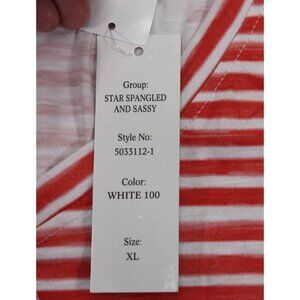 Group:
STAR SPANGLED
AND SASSY
Style No:
5033112-1
Color:
WHITE 100
Size:
XL